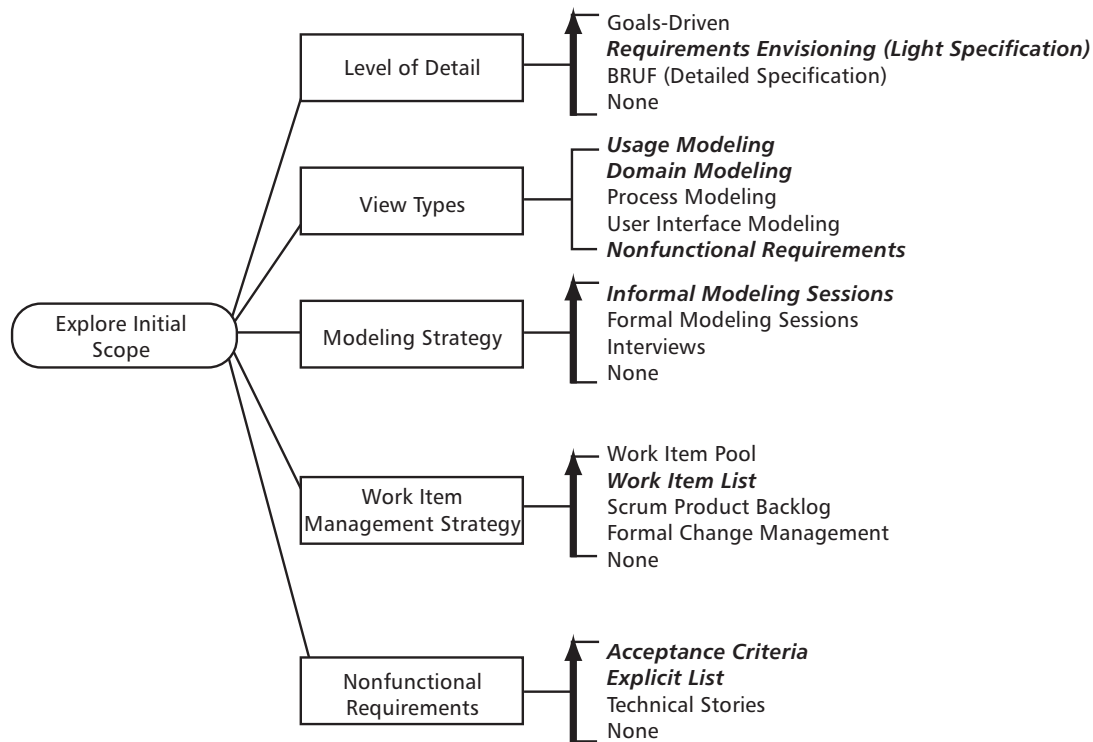 Goals-Driven
Requirements Envisioning (Light Specification)
Level of Detail
BRUF (Detailed Specification)
None
Usage Modeling
Domain Modeling
View Types
Process Modeling
User Interface Modeling
Nonfunctional Requirements
Explore Initial
Scope
Informal Modeling Sessions
Modeling Strategy
Formal Modeling Sessions
Interviews
None
Work Item
Management Strategy
Work Item Pool
Work Item List
Scrum Product Backlog
Formal Change Management
None
Nonfunctional
Requirements
Acceptance Criteria
Explicit List
Technical Stories
None